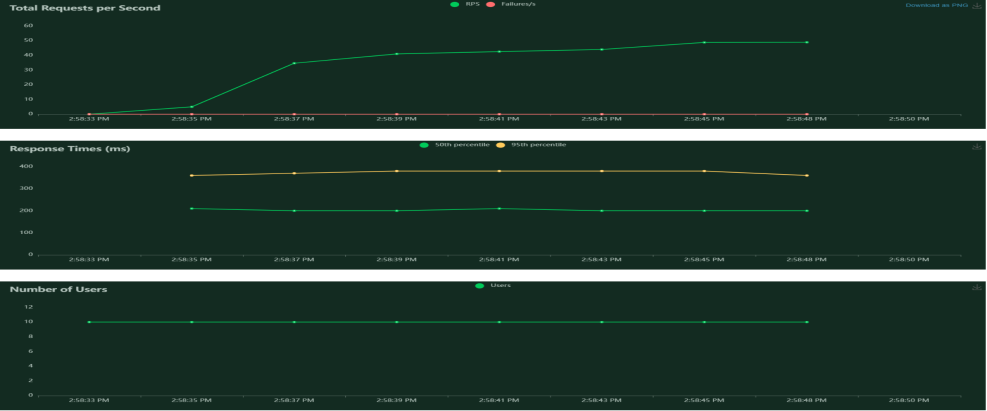 Total Requests per Second
RPS Failures/s
Download as PNG
60
50
40
30
20
10
0
2:58:33 PM 2:58:35 PM 2:58:37 PM 2:58:39 PM 2:58:41 PM 2:58:43 PM 2:58:45 PM 2:58:48 PM 2:58:50 PM
Response Times (ms)
50th percentile 95th percentile
400
300
200
100
0
2:58:33 PM 2:58:35 PM 2:58:37 PM 2:58:39 PM 2:58:41 PM 2:58:43 PM 2:58:45 PM 2:58:48 PM 2:58:50 PM
Number of Users
Users
12
10
8
6
4
2
0
2:58:33 PM 2:58:35 PM 2:58:37 PM 2:58:39 PM 2:58:41 PM 2:58:43 PM 2:58:45 PM 2:58:48 PM 2:58:50 PM